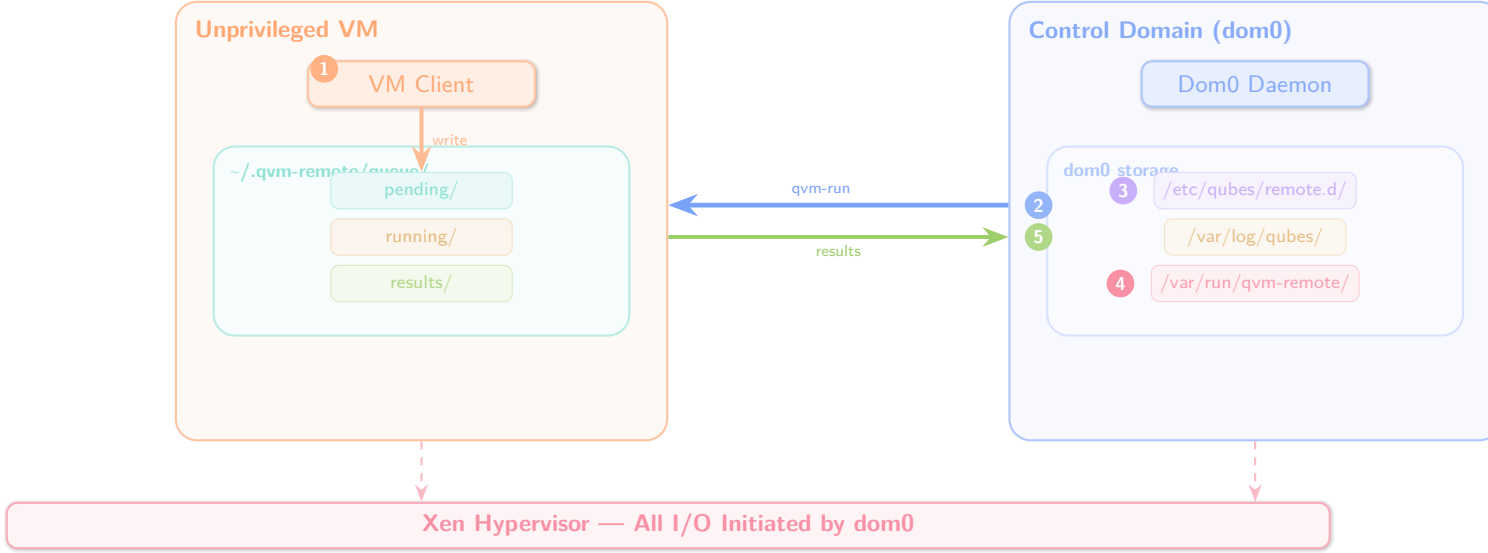 Unprivileged VM
1
VM Client
write
~/.qvm-remote/queue/
pending/
running/
results/
qvm-run
results
Control Domain (dom0)
Dom0 Daemon
dom0 storage
2
5
3
/etc/qubes/remote.d/
/var/log/qubes/
4
/var/run/qvm-remote/
Xen Hypervisor — All I/O Initiated by dom0